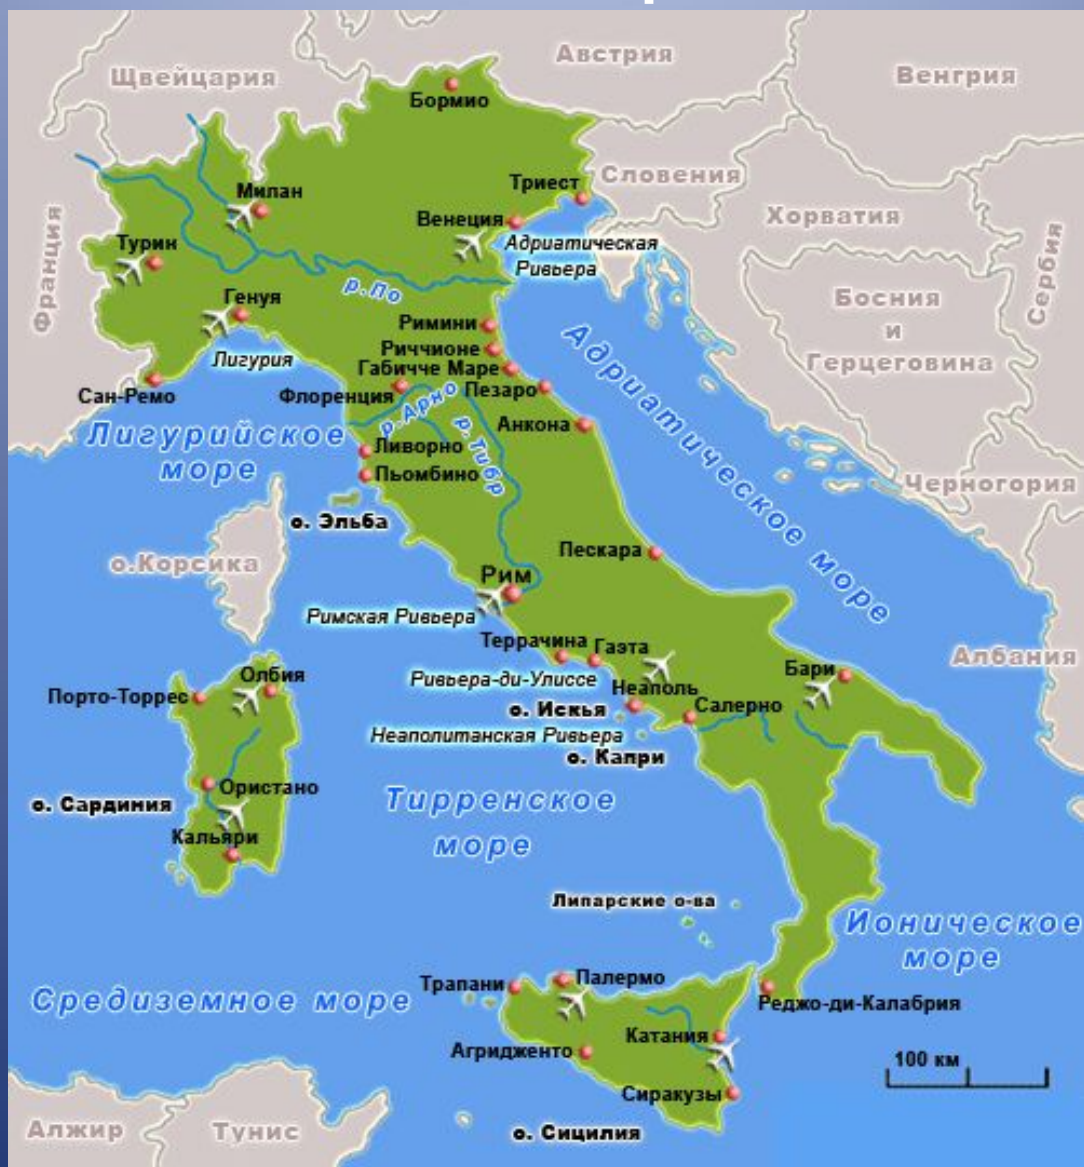 Австрия
Щвейцария
Венгрия
Бормио
Словения
Триест
Милан
Хорватия
Венеция
Франция
Адриатическая
Ривьера
Турин
Сербия
р. По
Генуя
Босния
и
Герцеговина
Римини
Риччионе
Лигурия
Габичче Маре
Адриатическое море
Сан-Ремо
Флоренция
Пезаро
р. Арно
р. Тибр
Анкона
Лигурийское
море
Ливорно
Пьомбино
Черногория
о. Эльба
Пескара
о.Корсика
Рим
Римская Ривьера
Террачина
Гаэта
Албания
Олбия
Бари
Порто-Торрес
Ривьера-ди-Улиссе
Неаполь
о. Искья
Салерно
Неаполитанская Ривьера
о. Капри
Ористано
о. Сардиния
Тирренское
море
Кальяри
Липарские о-ва
Ионическое
море
Трапани
Палермо
Средиземное море
Реджо-ди-Калабрия
Катания
Агридженто
100 км
Сиракузы
Алжир
Тунис
о. Сицилия